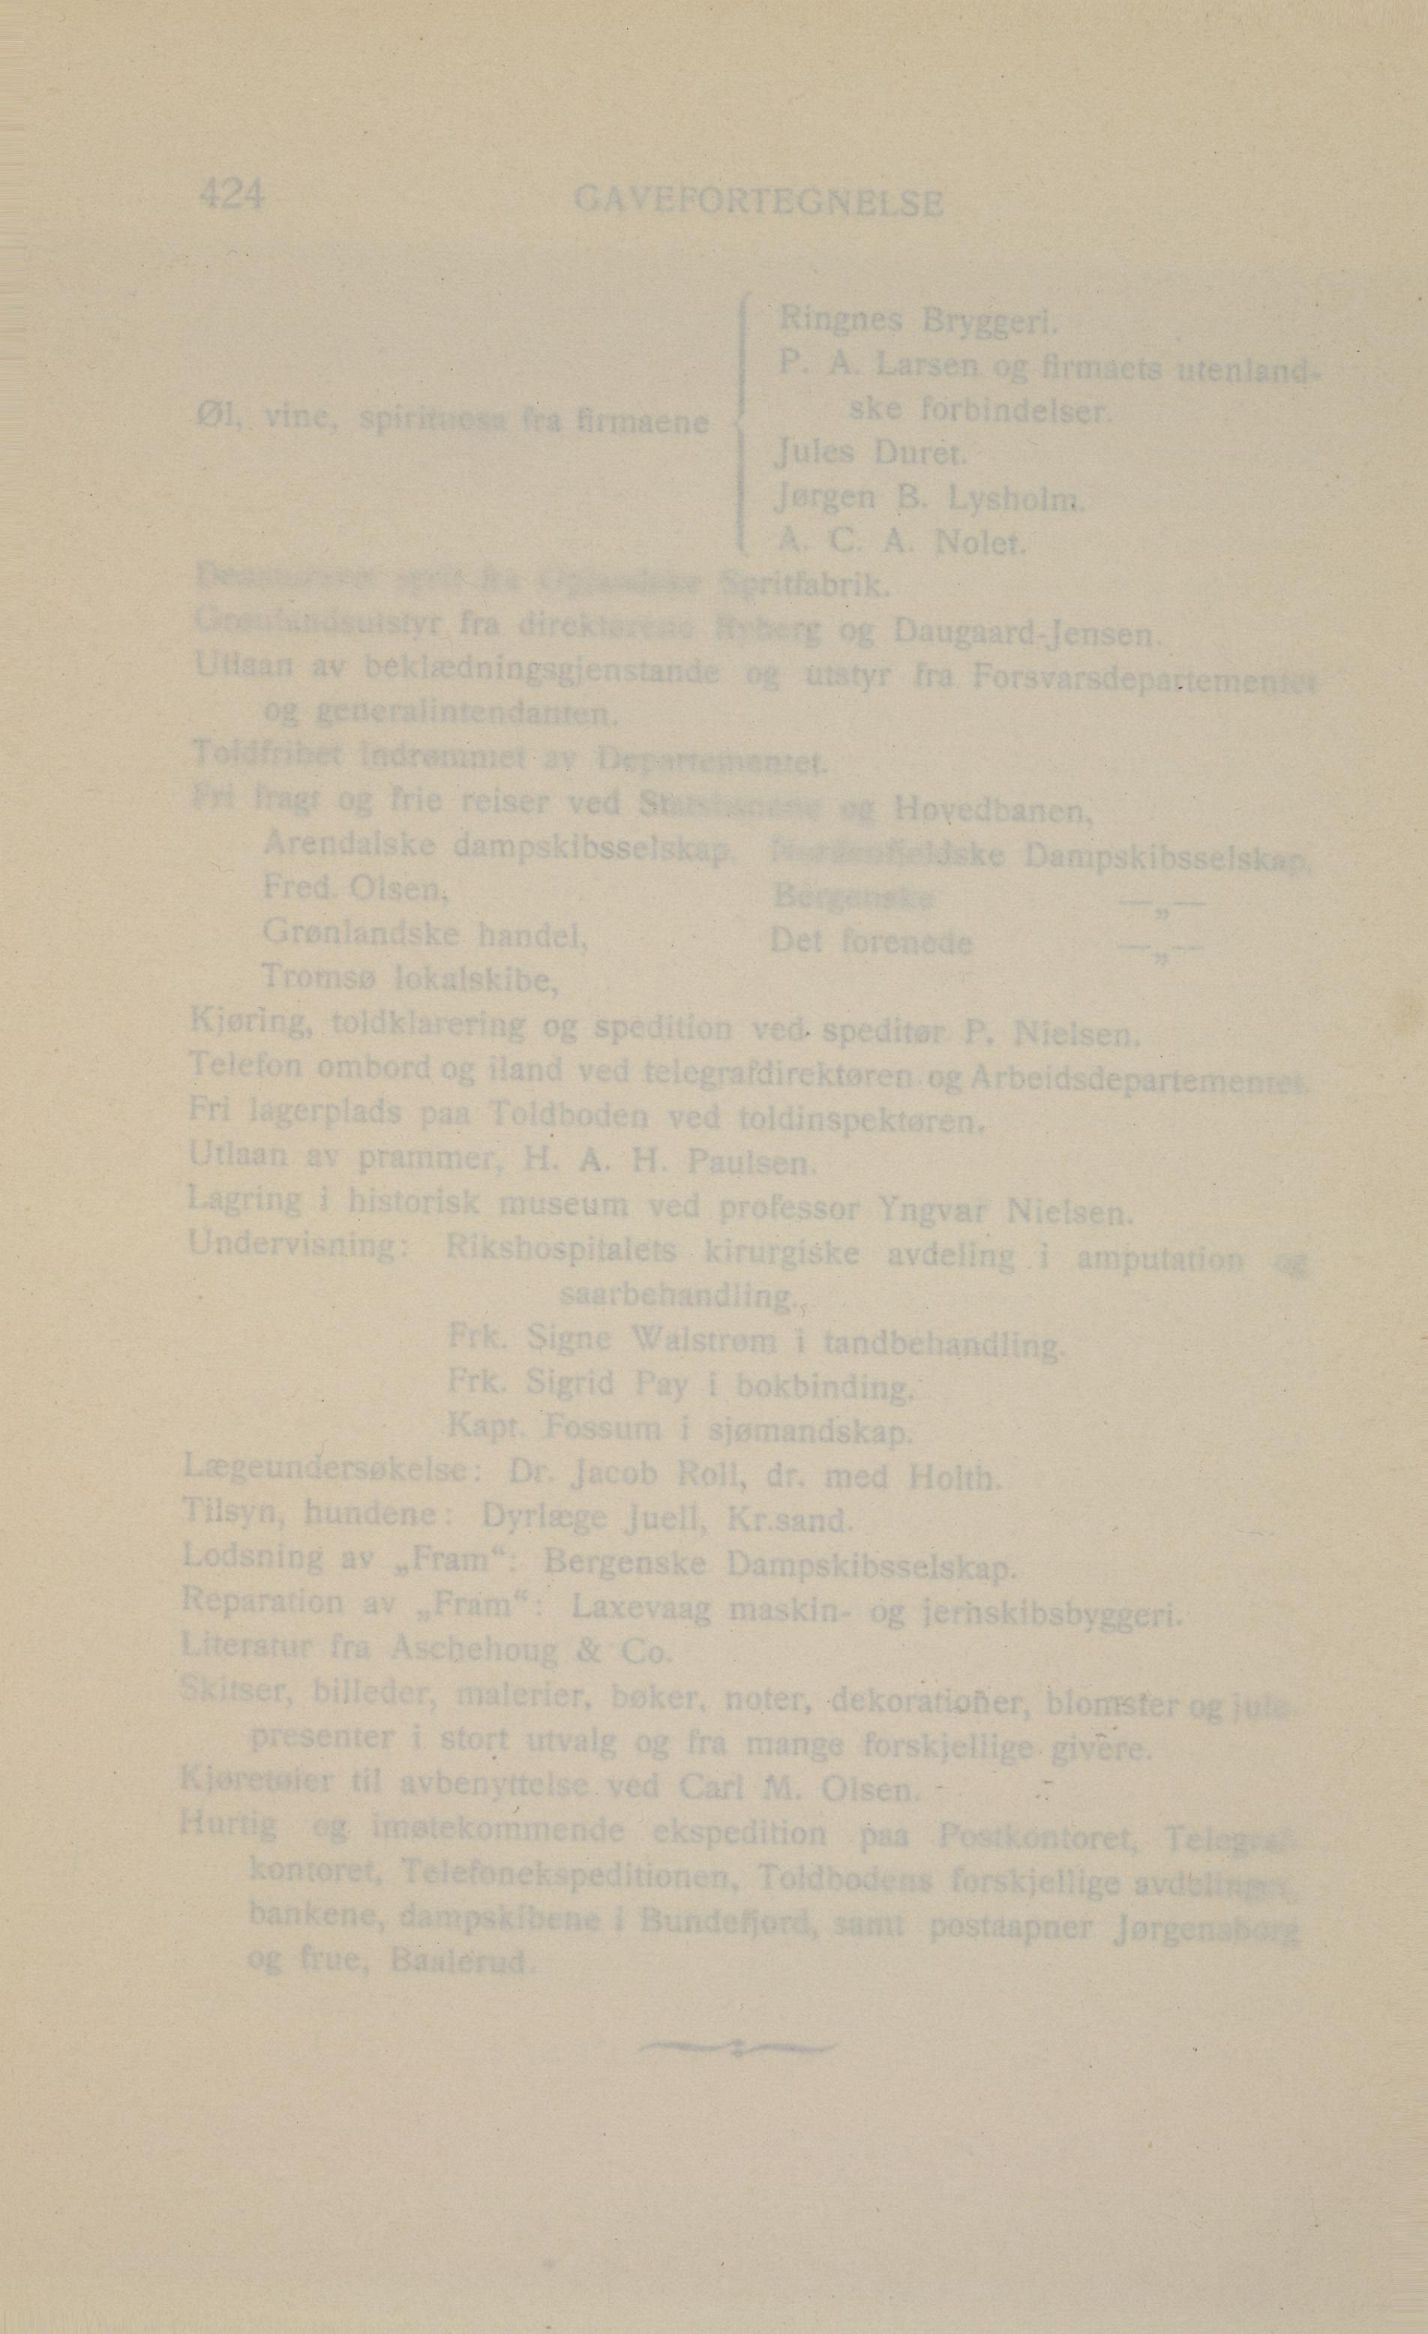 424 GAVEFORTEGNELSE
Ringnes Bryggeri.
P. A. Larsen og firmaets utenland-
ske forbindelser.
Øl, vine, spirituosa fra firmaene
Jules Duret.
Jørgen B. Lysholm.
A. C. A. Nolet.
sprit fra Spritfabrik.
Grønlandsutstyr fra direktørene Ryberg og Daugaard-Jensen.
Utlaan av beklædningsgjenstande og utstyr fra Forsvarsdepartementet
og generalintendanten.
Toldfrihet indrømmet av Departementet.
Fri fragt og frie reiser ved Statsbanene og Hovedbanen,
Arendalske dampskibsselskap, Nordenfjeldske Dampskibsselskap,
Fred. Olsen, Bergenske —„—
Grønlandske handel, Det forenede —„—
Tromsø lokalskibe,
Kjøring, toldklarering og spedition ved speditør P. Nielsen.
Telefon ombord og iland ved telegrafdirektøren og Arbeidsdepartementet.
Fri lagerplads paa Toldboden ved toldinspektøren.
Utlaan av prammer, H. A. H. Paulsen.
Lagring i historisk museum ved professor Yngvar Nielsen.
Undervisning: Rikshospitalets kirurgiske avdeling i amputation og
saarbehandling.
Frk. Signe Walstrøm i tandbehandling.
Frk. Sigrid Pay i bokbinding.
Kapt. Fossum i sjømandskap.
Lægeundersøkelse: Dr. Jacob Roll, dr. med Holth.
Tilsyn, hundene: Dyrlæge Juell, Kr.sand.
Lodsning av „Fram“: Bergenske Dampskibsselskap.
Reparation av „Fram“: Laxevaag maskin- og jernskibsbyggeri.
Literatur fra Aschehoug & Co.
Skitser, billeder, malerier, bøker, noter, dekorationer, blomster og jule-
presenter i stort utvalg og fra mange forskjellige givere.
Kjøretøier til avbenyttelse ved Carl M. Olsen.
Hurtig og imøtekommende ekspedition paa Postkontoret, Telegraf-
kontoret, Telefonekspeditionen, Toldbodens forskjellige avdelinger,
bankene, dampskibene i Bundefjord, samt postaapner Jørgensborg
og frue, Baalerud.